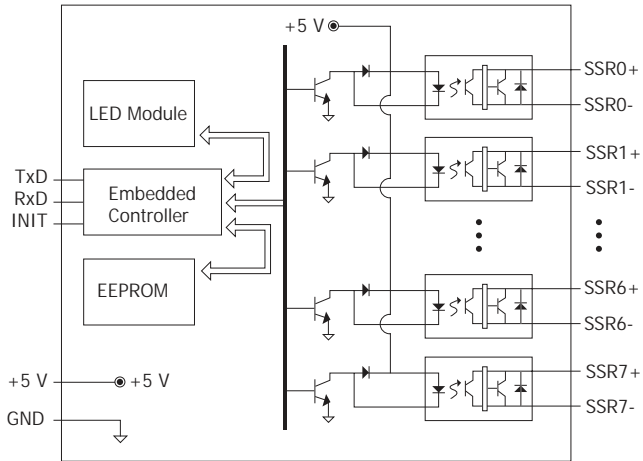 +5 V
SSR0+
SSR0-
LED Module
SSR1+
TxD
RxD
INIT
Embedded
Controller
SSR1-
EEPROM
SSR6+
SSR6-
+5 V
+5 V
SSR7+
GND
SSR7-